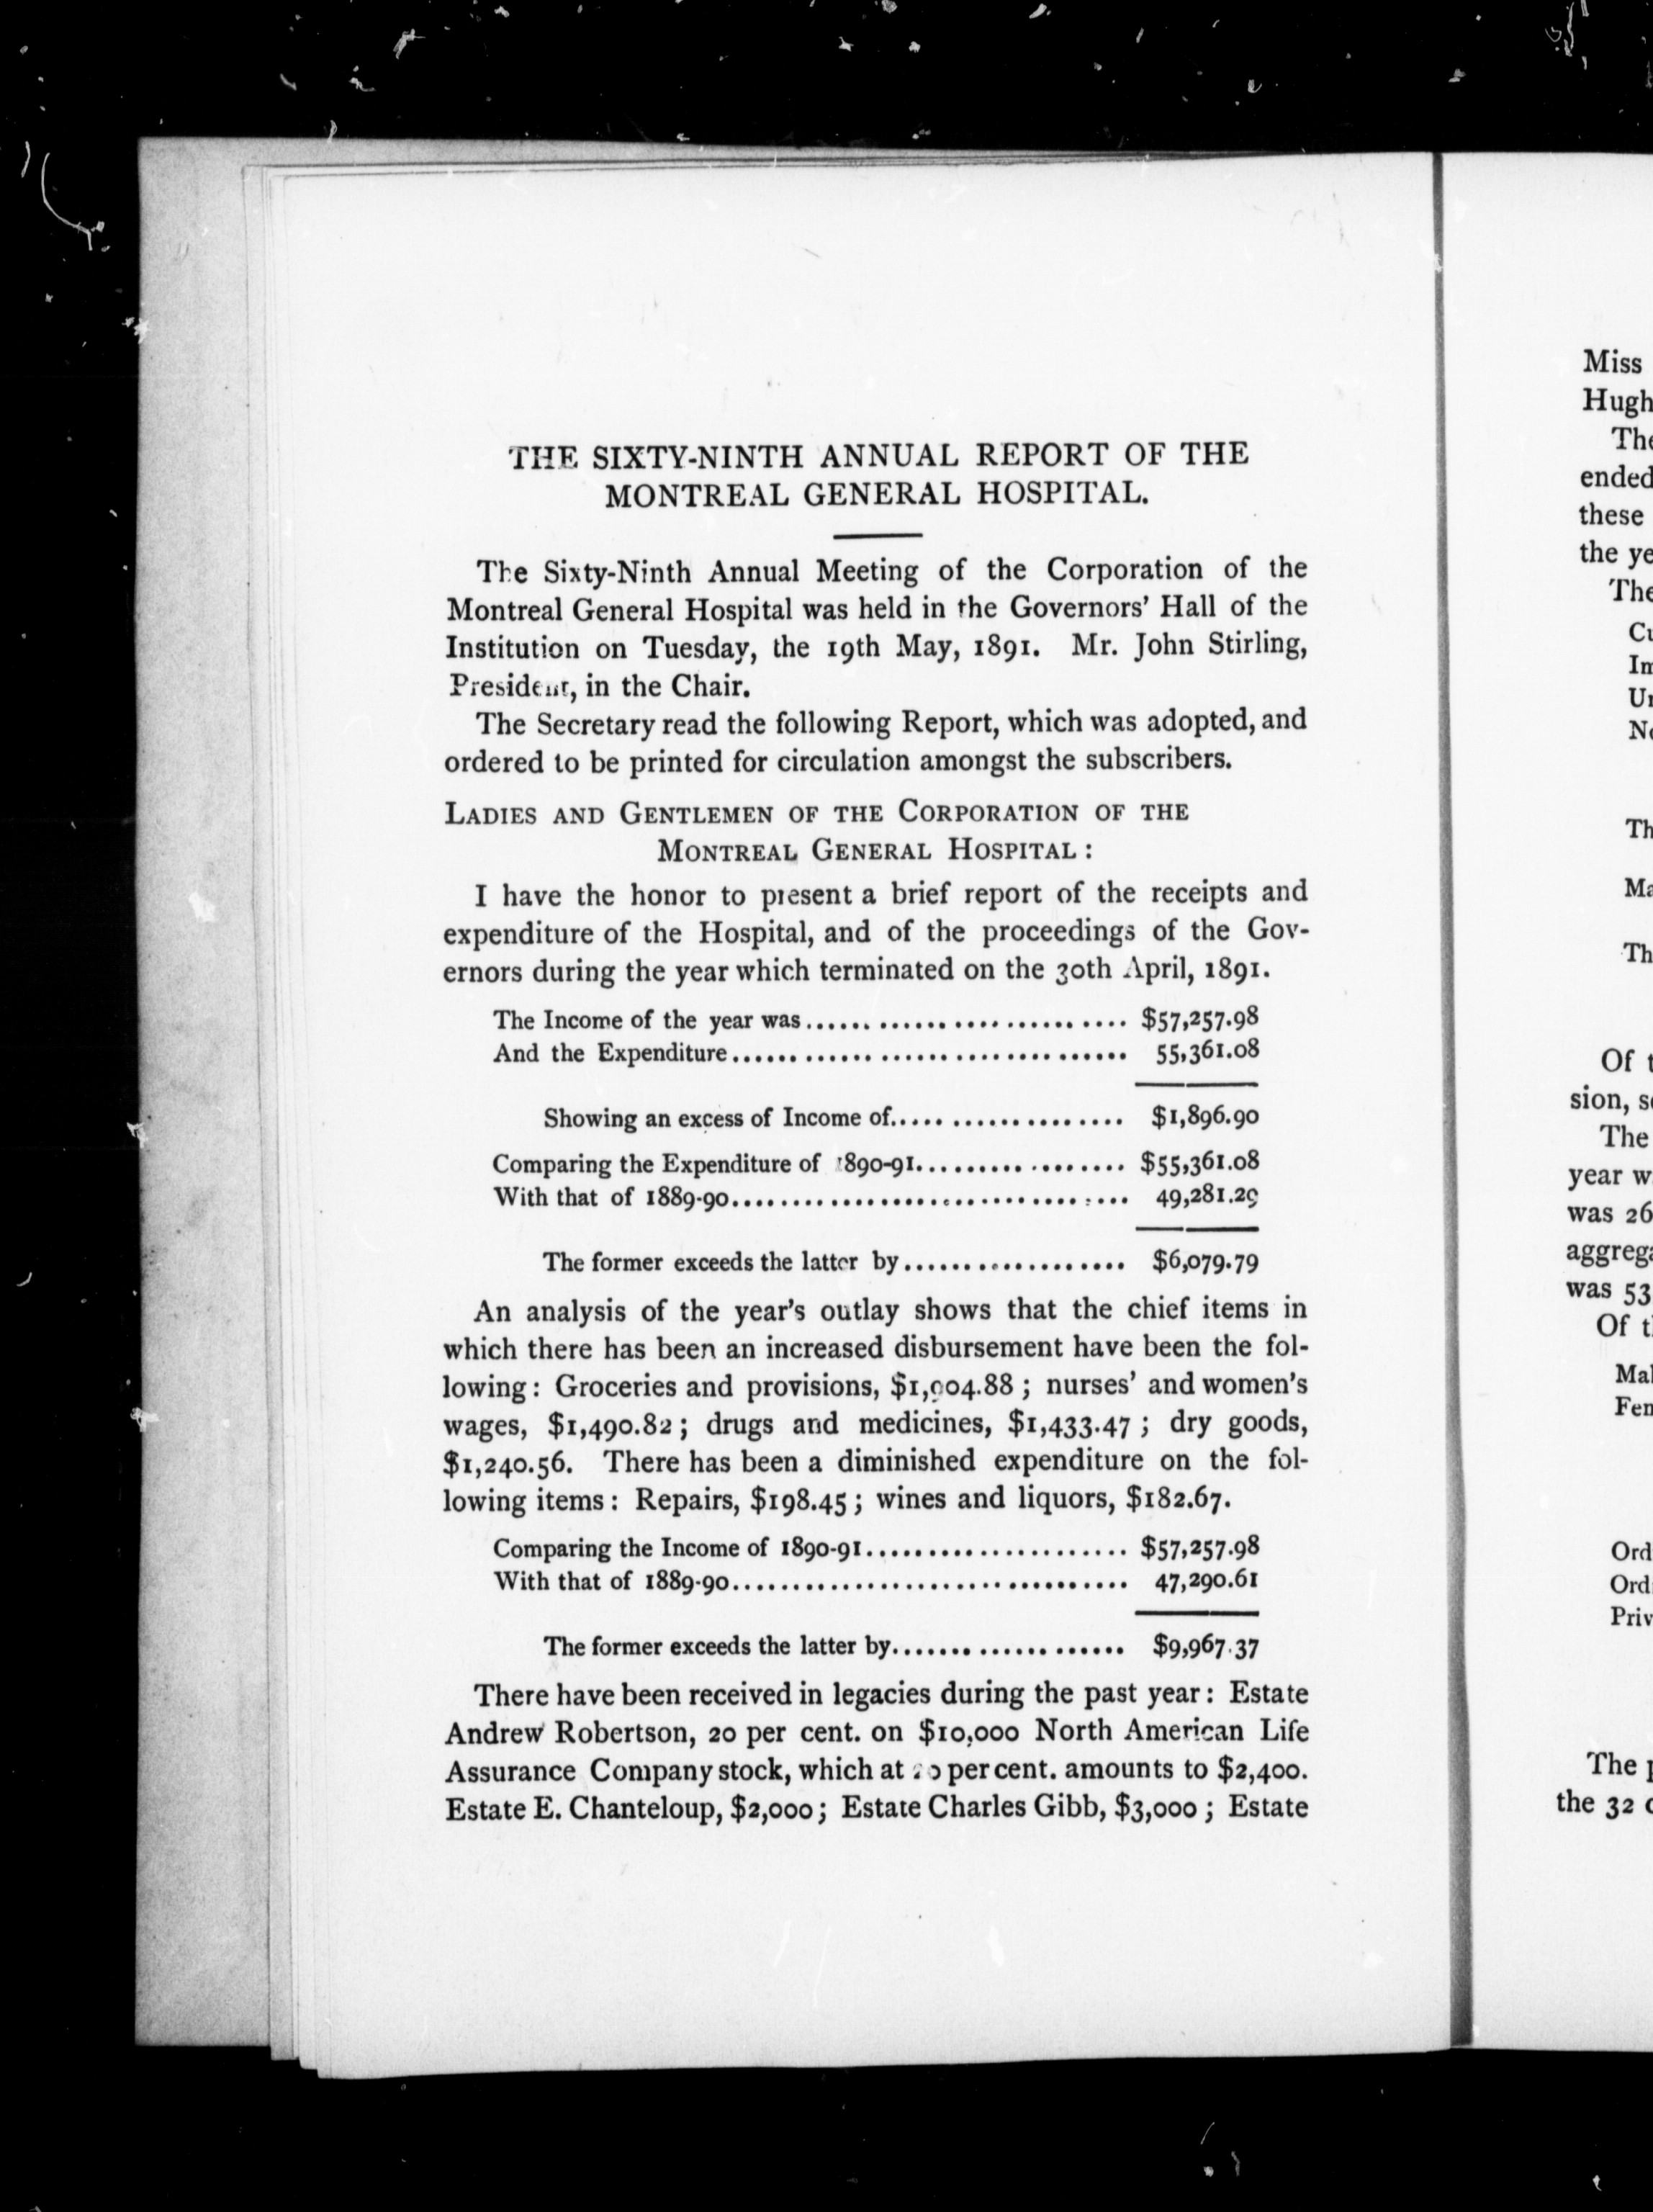 THE SIXTY-NINTH ANNUAL REPORT OF THE
MONTREAL GENERAL HOSPITAL.
The Sixty-Ninth Annual Meeting of the Corporation of the
Montreal General Hospital was held in the Governors' Hall of the
Institution on Tuesday, the 19th May, 1891. Mr. John Stirling,
President, in the Chair.
The Secretary read the following Report, which was adopted, and
ordered to be printed for circulation amongst the subscribers.
LADIES AND GENTLEMEN OF THE CORPORATION OF THE
MONTREAL GENERAL HOSPITAL :
I have the honor to present a brief report of the receipts and
expenditure of the Hospital, and of the proceedings of the Gov-
ernors during the year which terminated on the 30th April, 1891.
The Income of the year was................................ $57,257.98
And the Expenditure...................................... 55,361.08
Showing an excess of Income of...................... $1,896.90
Comparing the Expenditure of 1890-91.................. $55,361.08
With that of 1889-90..................................... 49,281.29
The former exceeds the latter by..................... $6,079.79
An analysis of the year's outlay shows that the chief items in
which there has been an increased disbursement have been the fol-
lowing: Groceries and provisions, $1,904.88 ; nurses' and women's
wages, $1,490.82 ; drugs and medicines, $1,433.47 ; dry goods,
$1,240.56. There has been a diminished expenditure on the fol-
lowing items : Repairs, $198.45 ; wines and liquors, $182.67.
Comparing the Income of 1890-91....................... $57,257.98
With that of 1889-90..................................... 47,290.61
The former exceeds the latter by..................... $9,967.37
There have been received in legacies during the past year : Estate
Andrew Robertson, 20 per cent. on $10,000 North American Life
Assurance Company stock, which at per cent. amounts to $2,400.
Estate E. Chanteloup, $2,000 ; Estate Charles Gibb, $3,000 ; Estate
Miss
Hugh
The
ended
these
the
The
Of
sion,
The
year
was 26
was 53
Of
The
the 32